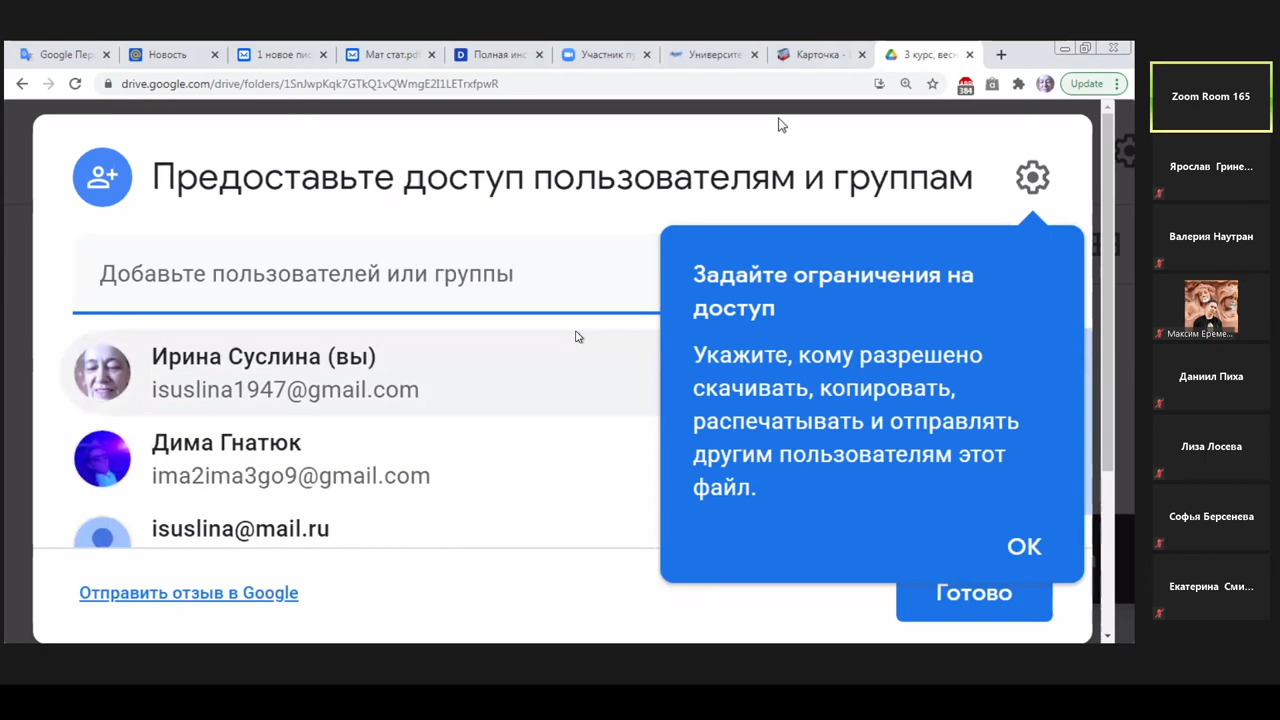 Google Пер
Новость
1 новое пис
Мат стат.pdf
Полная инс
Участник пу
Университе
Карточка -
3 курс, весн
drive.google.com/drive/folders/1SnJwpKqk7GTkQ1vQWmgE2I1LETrxfpwR
384
Update
Предоставьте доступ пользователям и группам
Добавьте пользователей или группы
Ирина Суслина (вы)
isuslina1947@gmail.com
Дима Гнатюк
ima2ima3go9@gmail.com
isuslina@mail.ru
Задайте ограничения на
доступ
Укажите, кому разрешено
скачивать, копировать,
распечатывать и отправлять
другим пользователям этот
файл.
ОК
Отправить отзыв в Google
Готово
Zoom Room 165
Ярослав Грине...
Валерия Наутран
Максим Ереме...
Даниил Пиха
Лиза Лосева
Софья Берсенева
Екатерина Сми...